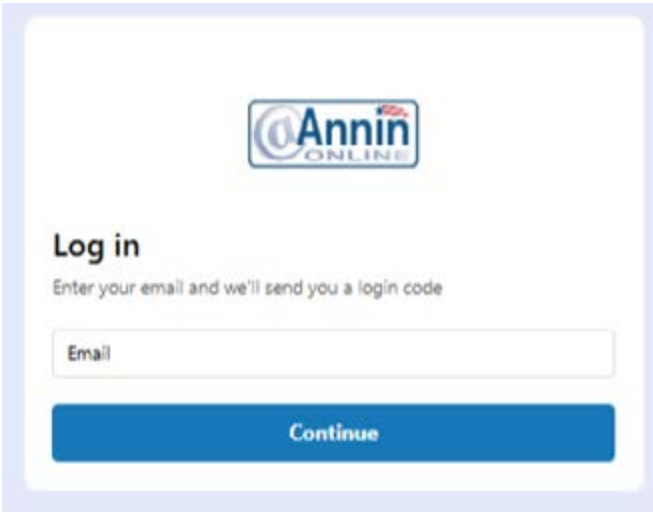 @Annin
ONLINE
Log in
Enter your email and we'll send you a login code
Email
Continue